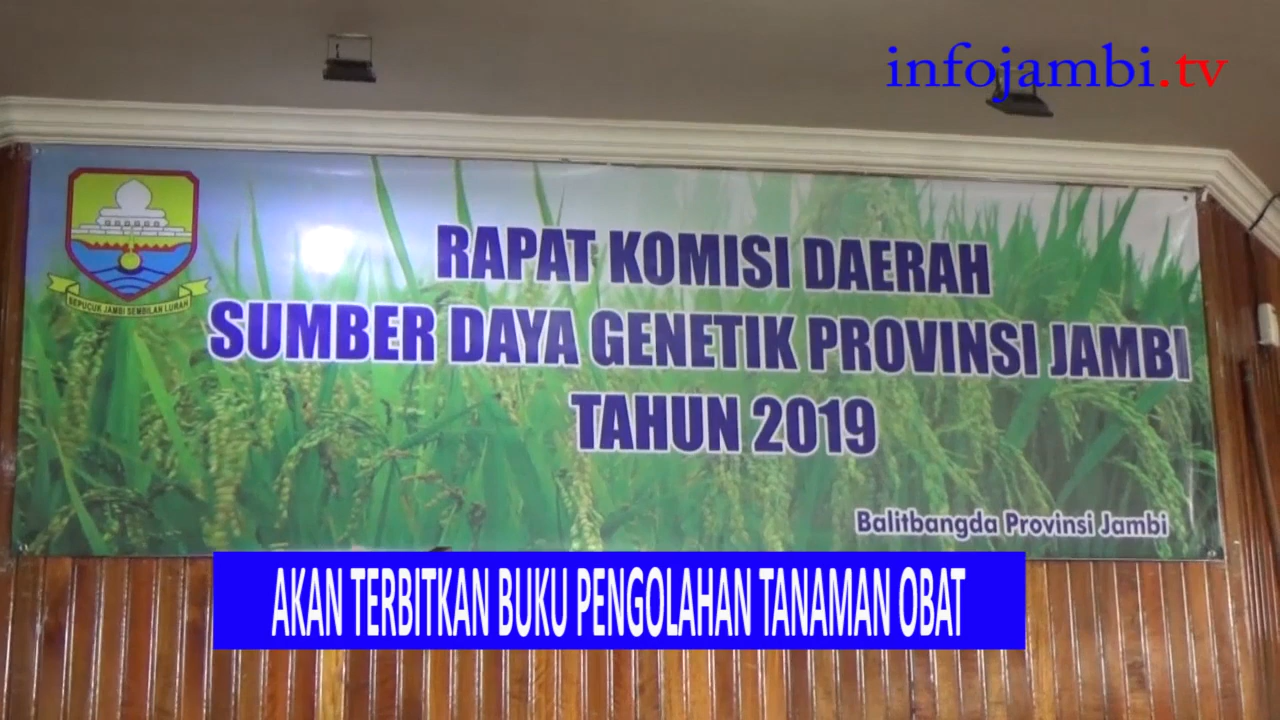 infojambi.tv
SEPUCUK JAMBI SEMBILAN LURAH
RAPAT KOMISI DAERAH
SUMBER DAYA GENETIK PROVINSI JAMBI
TAHUN 2019
Balitbangda Provinsi Jambi
AKAN TERBITKAN BUKU PENGOLAHAN TANAMAN OBAT